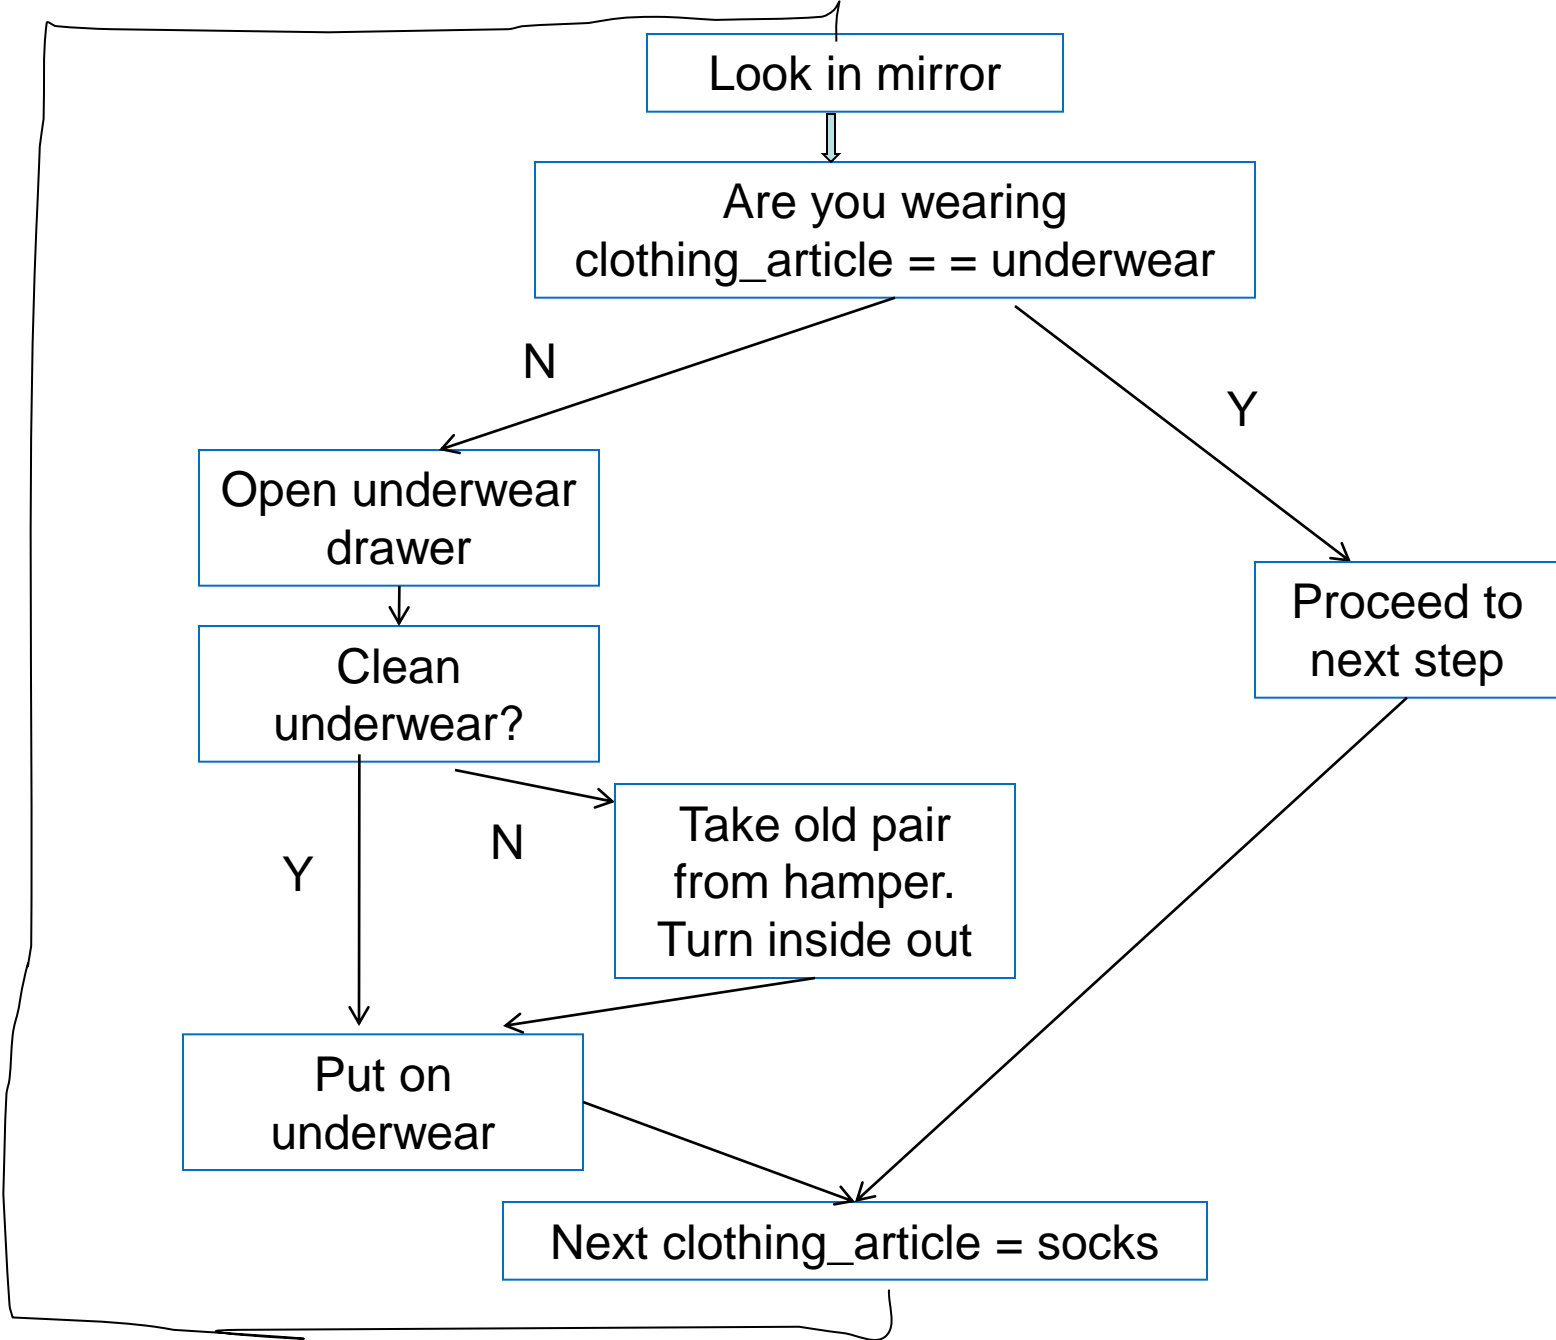 Look in mirror
Are you wearing
clothing_article = = underwear
N
Y
Open underwear
drawer
Proceed to
next step
Clean
underwear?
N
Y
Take old pair
from hamper.
Turn inside out
Put on
underwear
Next clothing_article = socks